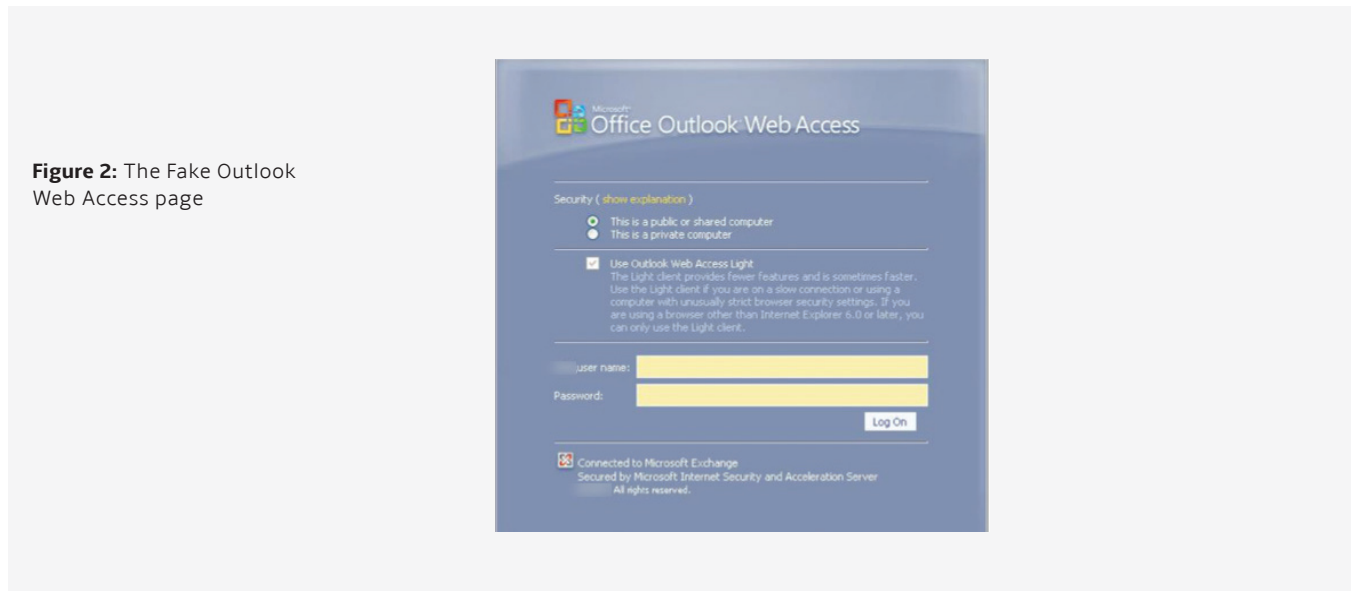 Figure 2: The Fake Outlook
Web Access page
Microsoft
Office Outlook Web Access
Security ( show explanation )
This is a public or shared computer
This is a private computer
Use Outlook Web Access Light
The Light client provides fewer features and is sometimes faster.
Use the Light client if you are on a slow connection or using a
computer with unusually strict browser security settings. If you
are using a browser other than Internet Explorer 6.0 or later, you
can only use the Light client.
user name:
Password:
Log On
Connected to Microsoft Exchange
Secured by Microsoft Internet Security and Acceleration Server
All rights reserved.